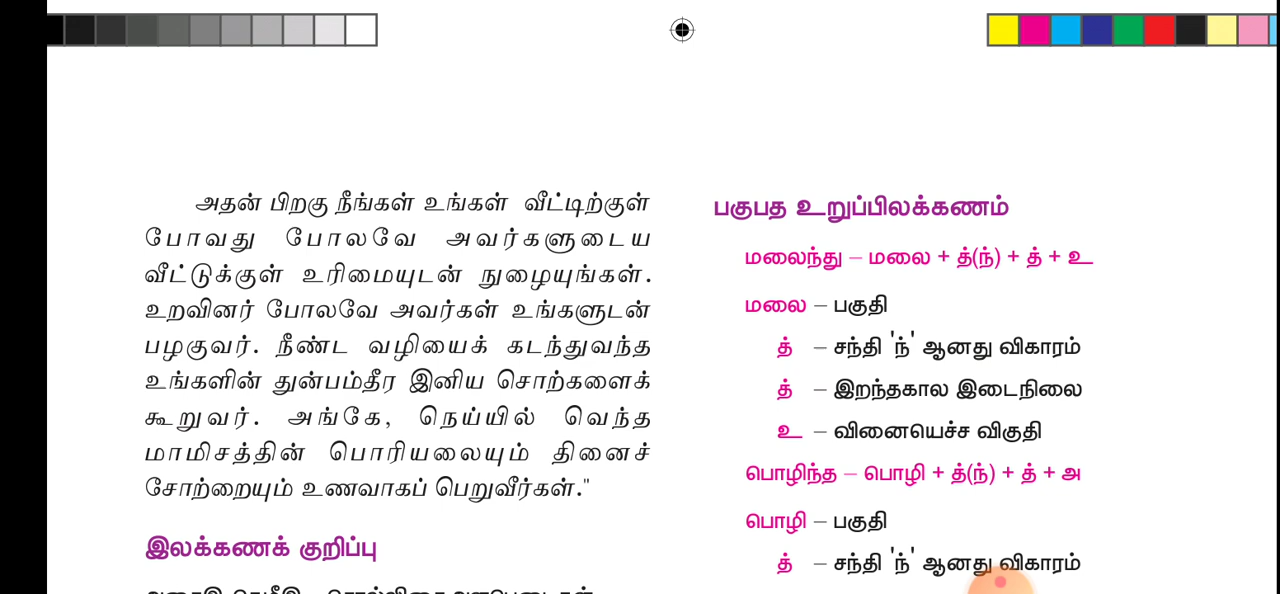 அதன் பிறகு நீங்கள் உங்கள் வீட்டிற்குள்
போவது போலவே அவர்களுடைய
வீட்டுக்குள் உரிமையுடன் நுழையுங்கள்.
உறவினர் போலவே அவர்கள் உங்களுடன்
பழகுவர். நீண்ட வழியைக் கடந்துவந்த
உங்களின் துன்பம்தீர இனிய சொற்களைக்
கூறுவர். அங்கே, நெய்யில் வெந்த
மாமிசத்தின் பொரியலையும் தினைச்
சோற்றையும் உணவாகப் பெறுவீர்கள்."
இலக்கணக் குறிப்பு
பகுபத உறுப்பிலக்கணம்
மலைந்து – மலை + த்(ந்) + த் + உ
மலை – பகுதி
த் – சந்தி 'ந்' ஆனது விகாரம்
த் – இறந்தகால இடைநிலை
உ – வினையெச்ச விகுதி
பொழிந்த – பொழி + த்(ந்) + த் + அ
பொழி – பகுதி
த் – சந்தி 'ந்' ஆனது விகாரம்